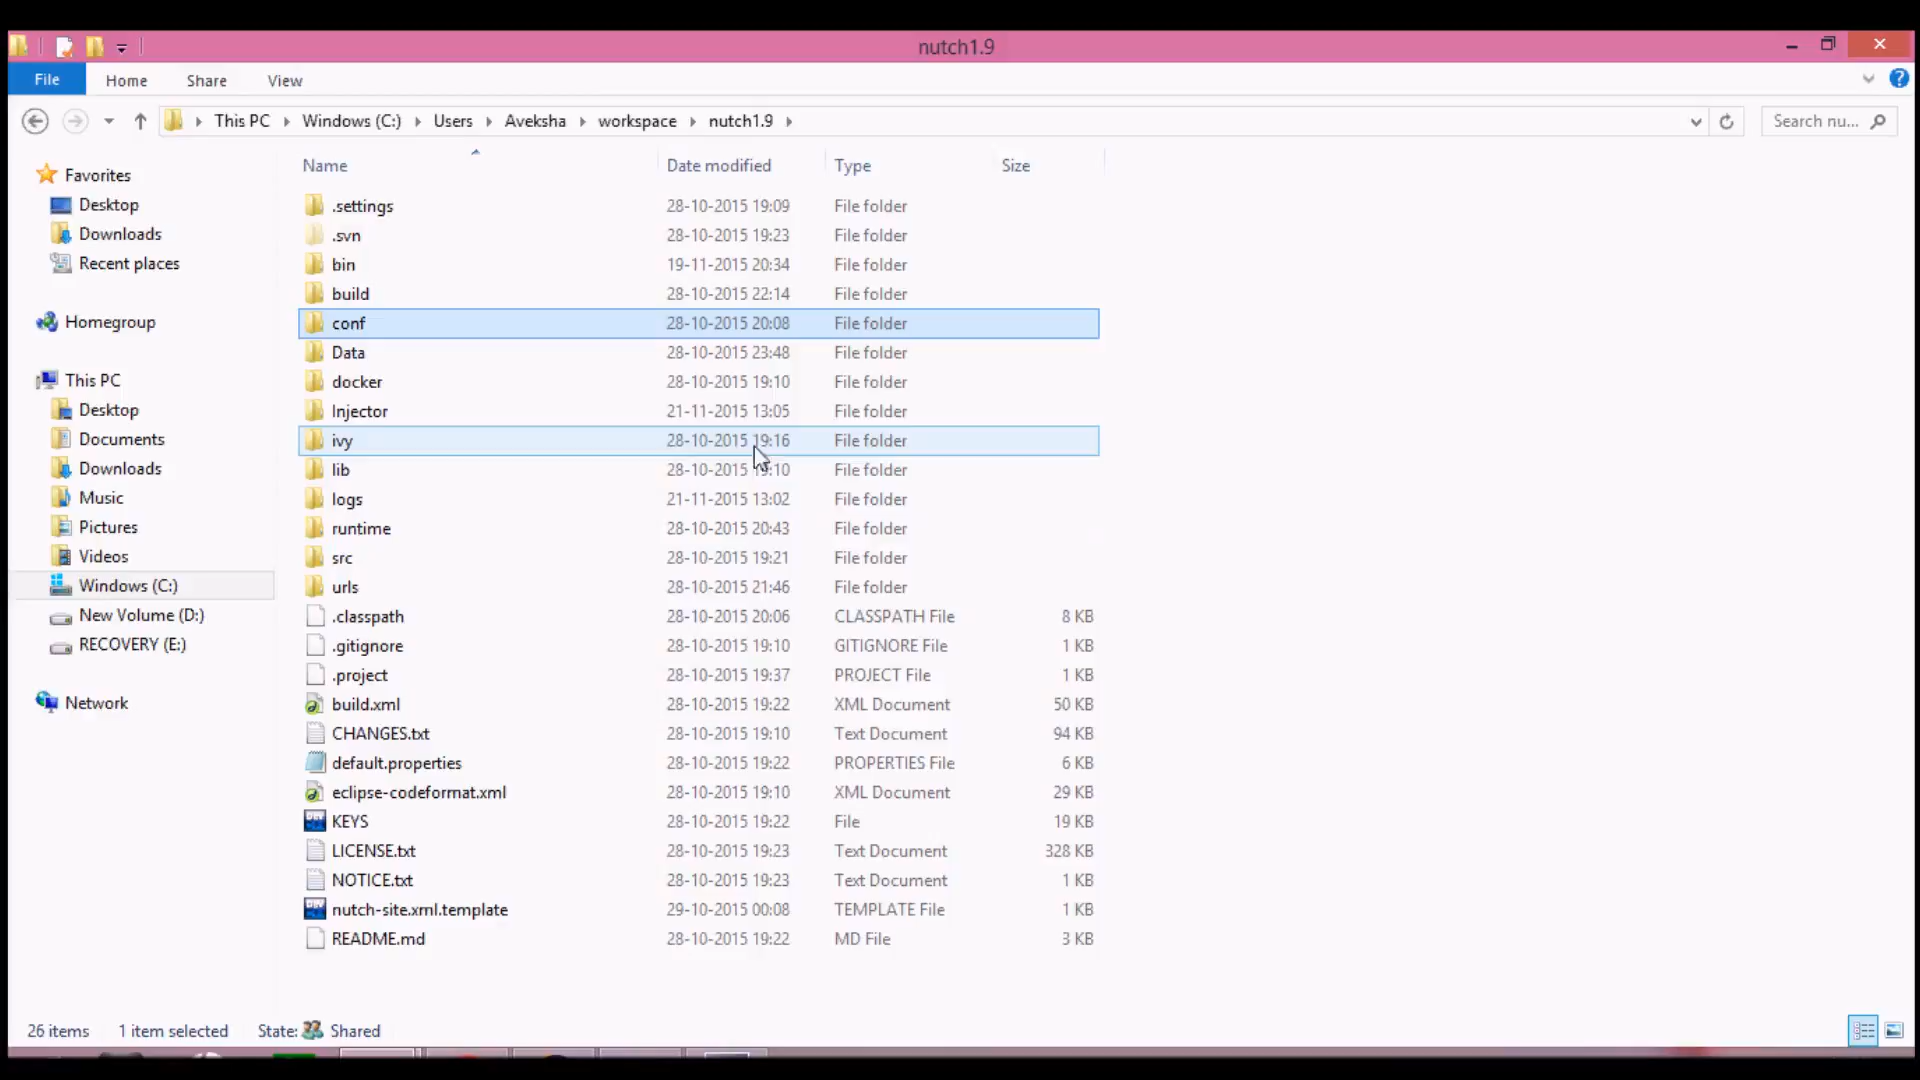 nutch1.9
File Home Share View
This PC Windows (C:) Users Aveksha workspace nutch1.9 Search nu...
Name Date modified Type Size
Favorites
Desktop
Downloads
Recent places
Homegroup
This PC
Desktop
Documents
Downloads
Music
Pictures
Videos
Windows (C:)
New Volume (D:)
RECOVERY (E:)
Network
.settings 28-10-2015 19:09 File folder
.svn 28-10-2015 19:23 File folder
bin 19-11-2015 20:34 File folder
build 28-10-2015 22:14 File folder
conf 28-10-2015 20:08 File folder
Data 28-10-2015 23:48 File folder
docker 28-10-2015 19:10 File folder
Injector 21-11-2015 13:05 File folder
ivy 28-10-2015 19:16 File folder
lib 28-10-2015 19:10 File folder
logs 21-11-2015 13:02 File folder
runtime 28-10-2015 20:43 File folder
src 28-10-2015 19:21 File folder
urls 28-10-2015 21:46 File folder
.classpath 28-10-2015 20:06 CLASSPATH File 8 KB
.gitignore 28-10-2015 19:10 GITIGNORE File 1 KB
.project 28-10-2015 19:37 PROJECT File 1 KB
build.xml 28-10-2015 19:22 XML Document 50 KB
CHANGES.txt 28-10-2015 19:10 Text Document 94 KB
default.properties 28-10-2015 19:22 PROPERTIES File 6 KB
eclipse-codeformat.xml 28-10-2015 19:10 XML Document 29 KB
KEYS 28-10-2015 19:22 File 19 KB
LICENSE.txt 28-10-2015 19:23 Text Document 328 KB
NOTICE.txt 28-10-2015 19:23 Text Document 1 KB
nutch-site.xml.template 29-10-2015 00:08 TEMPLATE File 1 KB
README.md 28-10-2015 19:22 MD File 3 KB
26 items 1 item selected State: Shared